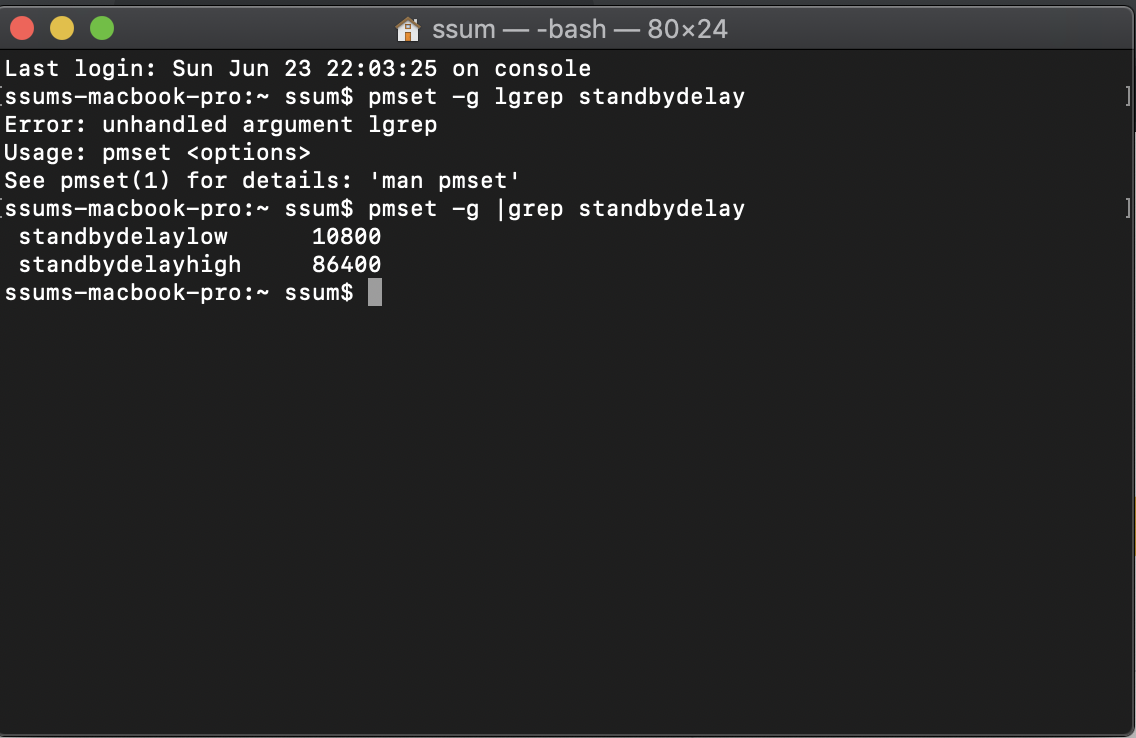 ssum — -bash — 80×24
Last login: Sun Jun 23 22:03:25 on console
[ssums-macbook-pro:~ ssum$ pmset -g lgrep standbydelay ]
Error: unhandled argument lgrep
Usage: pmset <options>
See pmset(1) for details: 'man pmset'
[ssums-macbook-pro:~ ssum$ pmset -g |grep standbydelay ]
standbydelaylow 10800
standbydelayhigh 86400
ssums-macbook-pro:~ ssum$